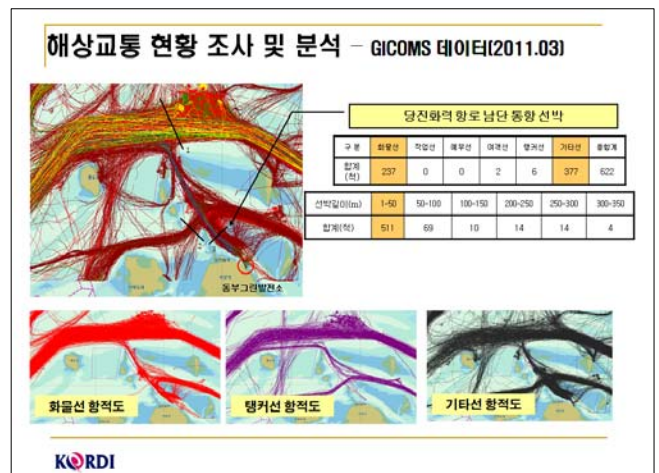 해상교통 현황 조사 및 분석 – GICOMS 데이터(2011.03)
당진화력 항로 남단 통항 선박
구 분 화물선 작업선 예부선 여객선 탱커선 기타선 총합계
합계(척) 237 0 0 2 6 377 622
선박길이(m) 1-50 50-100 100-150 200-250 250-300 300-350
합계(척) 511 69 10 14 14 4
동부그린발전소
화물선 항적도
탱커선 항적도
기타선 항적도
KORDI